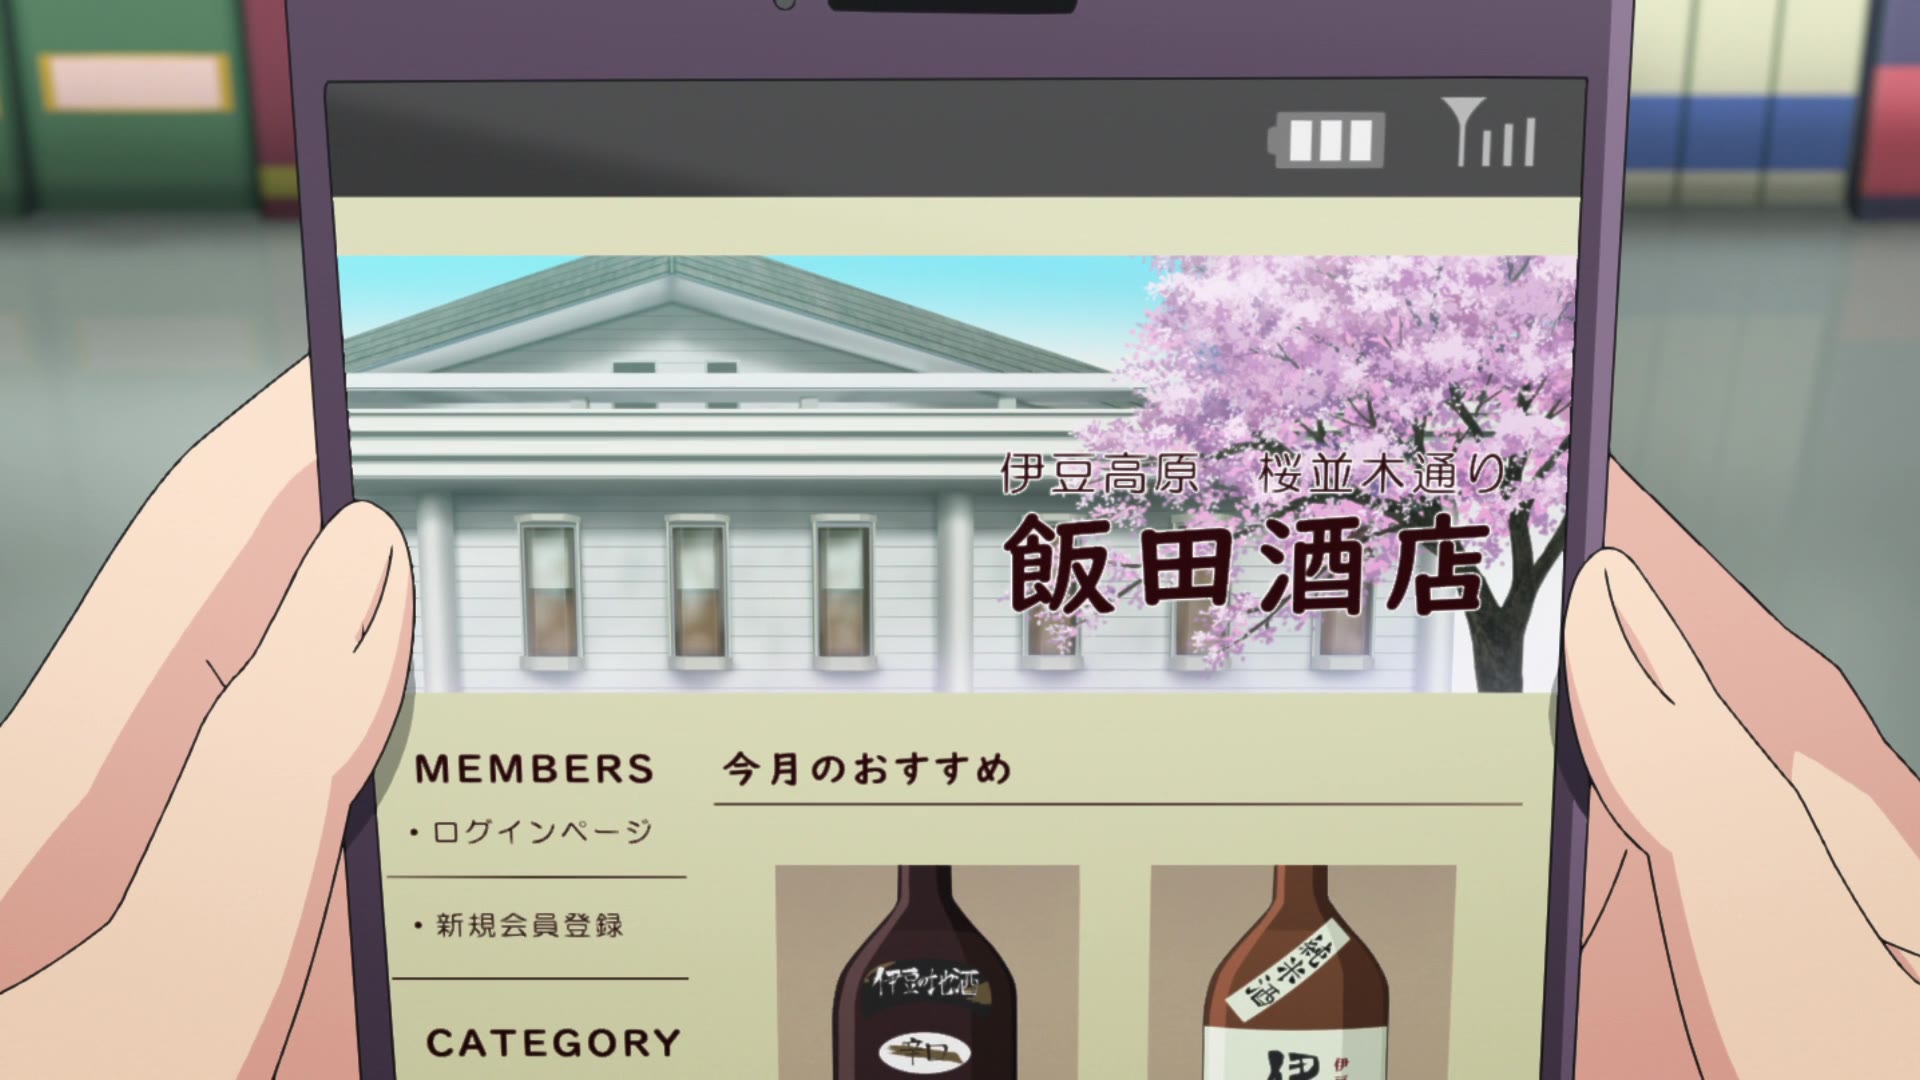 伊豆高原　桜並木通り
飯田酒店
MEMBERS
・ログインページ
・新規会員登録
CATEGORY
今月のおすすめ
伊豆の地酒
辛口
純米酒
伊
伊豆